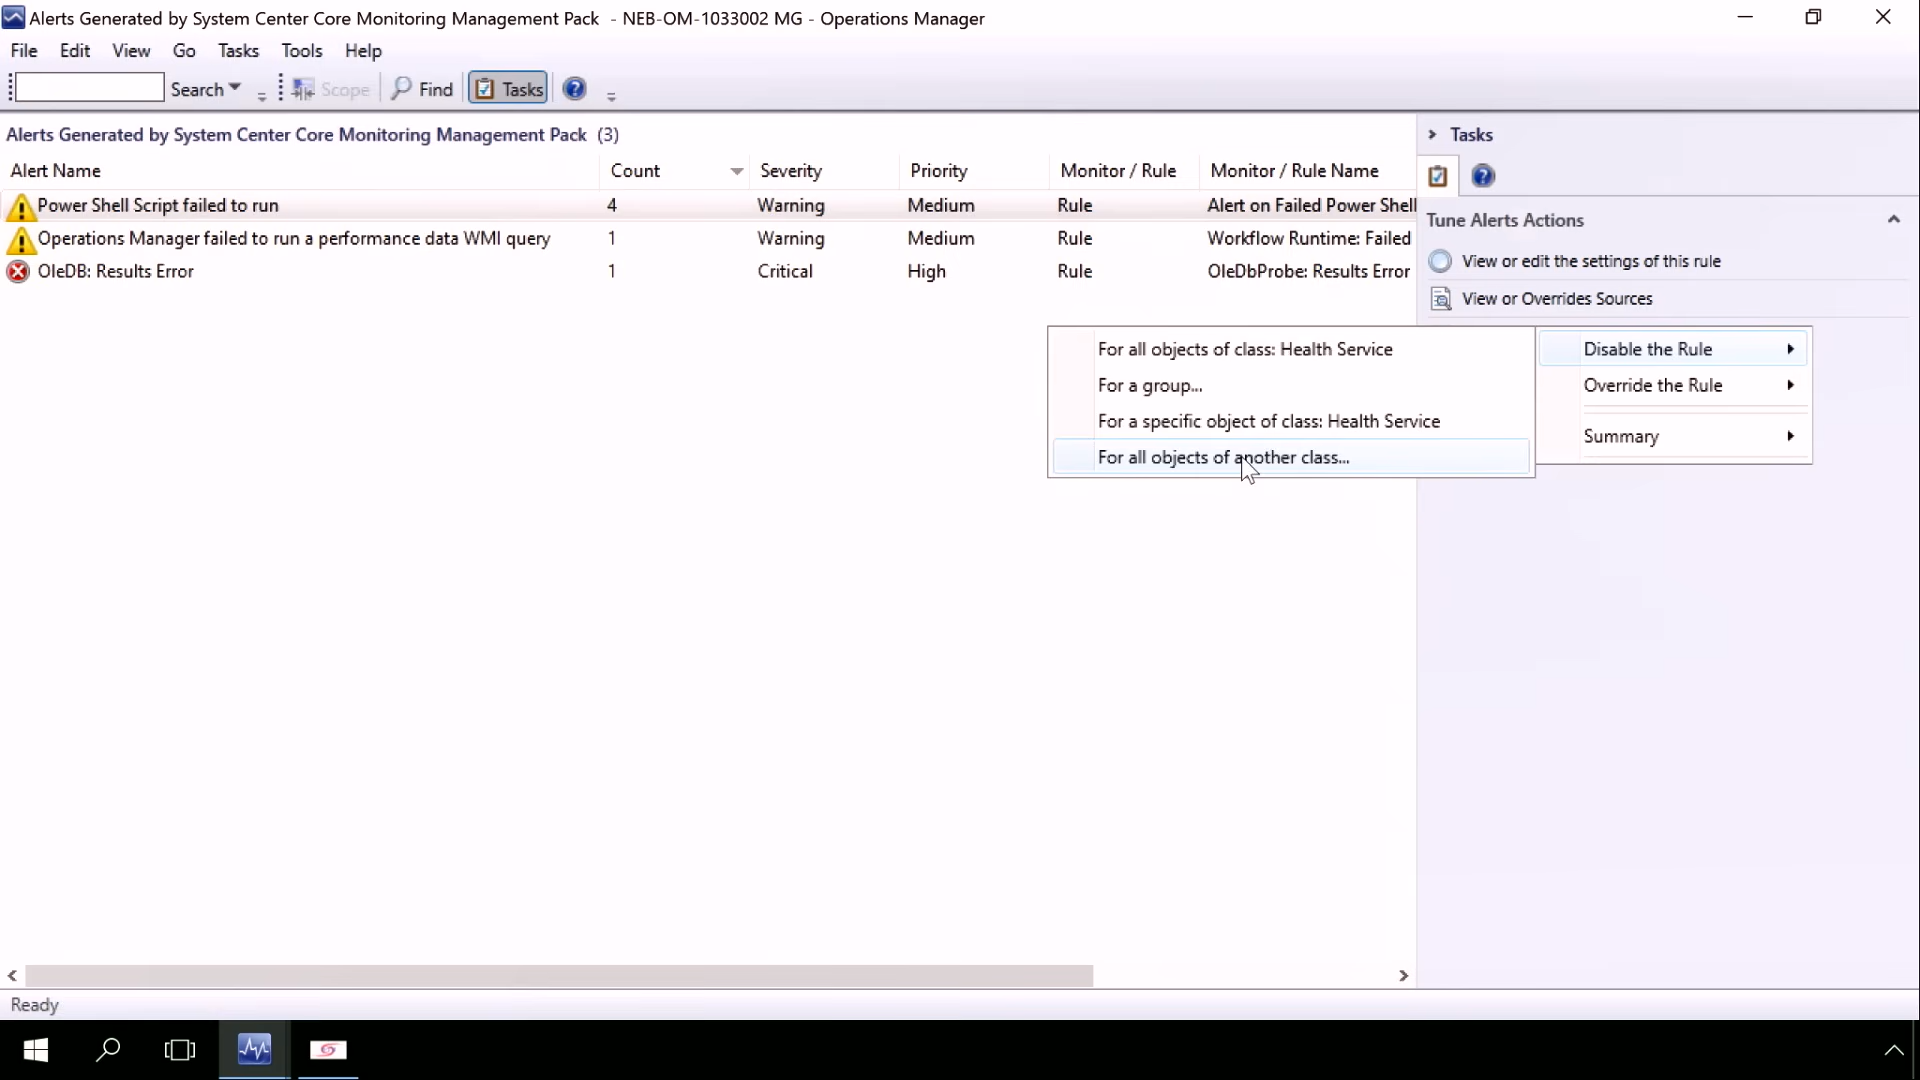 Alerts Generated by System Center Core Monitoring Management Pack - NEB-OM-1033002 MG - Operations Manager
File Edit View Go Tasks Tools Help
Search Scope Find Tasks
Alerts Generated by System Center Core Monitoring Management Pack (3)
Alert Name Count Severity Priority Monitor / Rule Monitor / Rule Name
Power Shell Script failed to run 4 Warning Medium Rule Alert on Failed Power Shell
Operations Manager failed to run a performance data WMI query 1 Warning Medium Rule Workflow Runtime: Failed
OleDB: Results Error 1 Critical High Rule OleDbProbe: Results Error
Tasks
Tune Alerts Actions
View or edit the settings of this rule
View or Overrides Sources
Disable the Rule
Override the Rule
Summary
For all objects of class: Health Service
For a group...
For a specific object of class: Health Service
For all objects of another class...
Ready